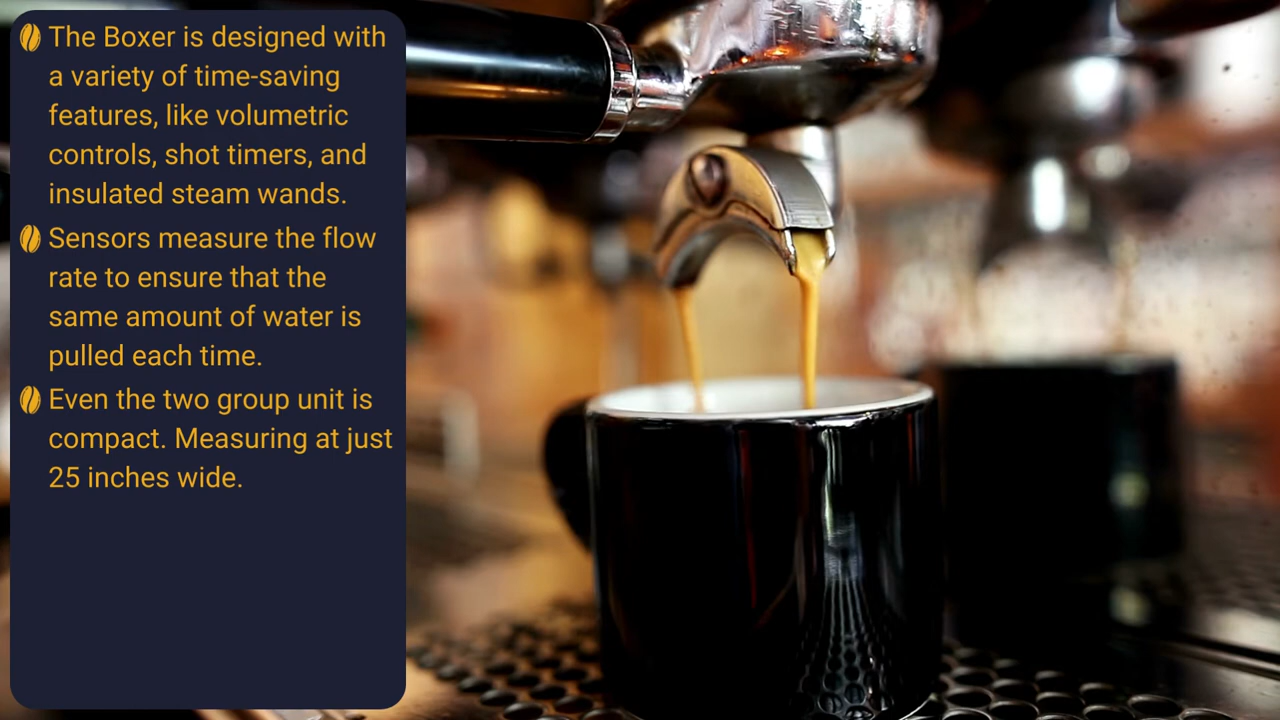 The Boxer is designed with
a variety of time-saving
features, like volumetric
controls, shot timers, and
insulated steam wands.
Sensors measure the flow
rate to ensure that the
same amount of water is
pulled each time.
Even the two group unit is
compact. Measuring at just
25 inches wide.